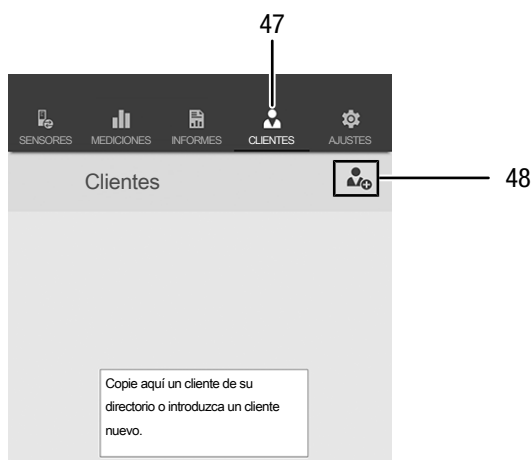 47
SENSORES MEDICIONES INFORMES CLIENTES AJUSTES
Clientes
48
Copie aquí un cliente de su
directorio o introduzca un cliente
nuevo.